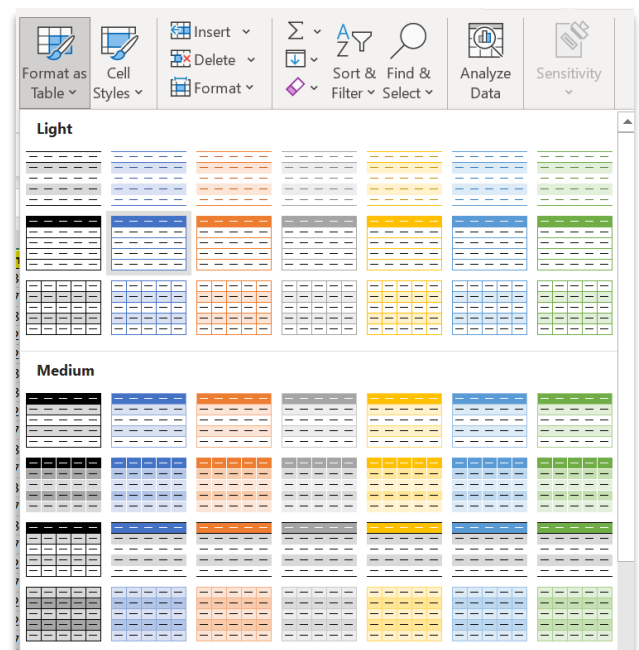 Insert
Delete
Format
Format as
Table
Cell
Styles
Σ
A
Z
Sort &
Filter
Find &
Select
Analyze
Data
Sensitivity
Light
Medium